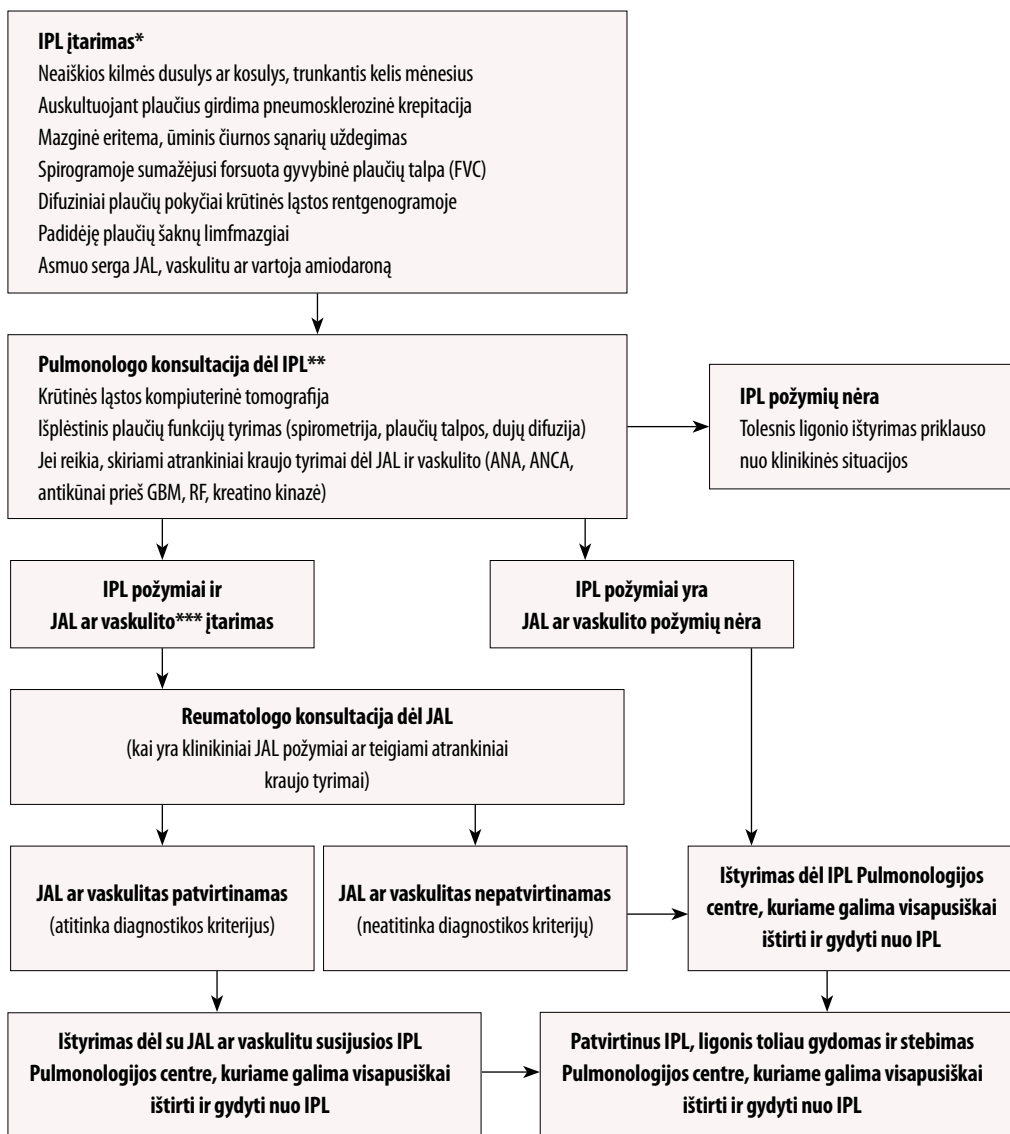 IPL įtarimas*
Neaiškios kilmės dusulys ar kosulys, trunkantis kelis mėnesius
Auskultuojant plaučius girdima pneumosklerozinė krepitacija
Mazginė eritema, ūminis čiurnos sąnarių uždegimas
Spirogramoje sumažėjusi forsuota gyvybinė plaučių talpa (FVC)
Difuziniai plaučių pokyčiai krūtinės ląstos rentgenogramoje
Padidėję plaučių šaknų limfmazgiai
Asmuo serga JAL, vaskulitu ar vartoja amiodaroną
Pulmonologo konsultacija dėl IPL**
Krūtinės ląstos kompiuterinė tomografija
Išplėstinis plaučių funkcijų tyrimas (spirometrija, plaučių talpos, dujų difuzija)
Jei reikia, skiriami atrankiniai kraujo tyrimai dėl JAL ir vaskulito (ANA, ANCA,
antikūnai prieš GBM, RF, kreatino kinazė)
IPL požymių nėra
Tolesnis ligonio ištyrimas priklauso
nuo klinikinės situacijos
IPL požymiai ir
JAL ar vaskulito*** įtarimas
IPL požymiai yra
JAL ar vaskulito požymių nėra
Reumatologo konsultacija dėl JAL
(kai yra klinikiniai JAL požymiai ar teigiami atrankiniai
kraujo tyrimai)
JAL ar vaskulitas patvirtinamas
(atitinka diagnostikos kriterijus)
JAL ar vaskulitas nepatvirtinamas
(neatitinka diagnostikos kriterijų)
Ištyrimas dėl IPL Pulmonologijos
centre, kuriame galima visapusiškai
ištirti ir gydyti nuo IPL
Ištyrimas dėl su JAL ar vaskulitu susijusios IPL
Pulmonologijos centre, kuriame galima visapusiškai
ištirti ir gydyti nuo IPL
Patvirtinus IPL, ligonis toliau gydomas ir stebimas
Pulmonologijos centre, kuriame galima visapusiškai
ištirti ir gydyti nuo IPL